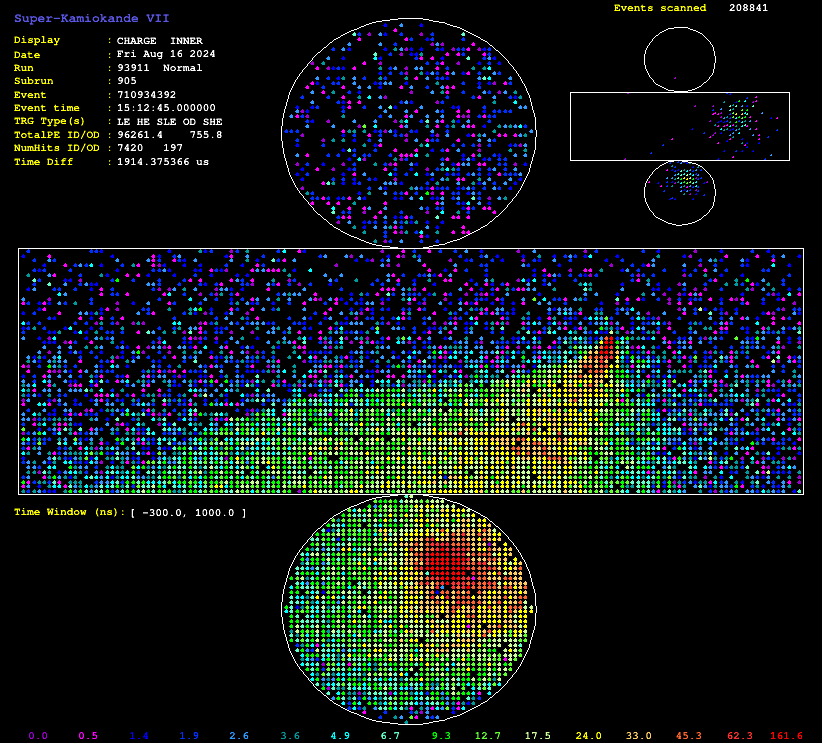 Super-Kamiokande VII
Events scanned 208841
Display : CHARGE INNER
Date : Fri Aug 16 2024
Run : 93911 Normal
Subrun : 905
Event : 710934392
Event time : 15:12:45.000000
TRG Type(s) : LE HE SLE OD SHE
TotalPE ID/OD : 96261.4 755.8
NumHits ID/OD : 7420 197
Time Diff : 1914.375366 us
Time Window (ns): [ -300.0, 1000.0 ]
0.0 0.5 1.4 1.9 2.6 3.6 4.9 6.7 9.3 12.7 17.5 24.0 33.0 45.3 62.3 161.6